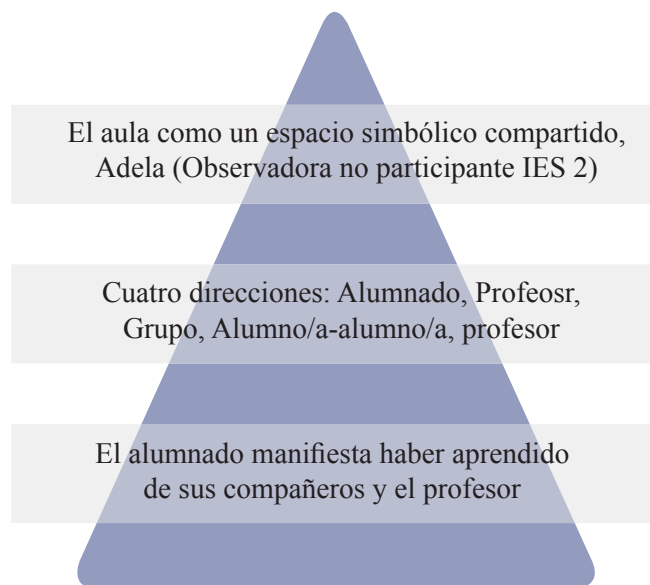 El aula como un espacio simbólico compartido,
Adela (Observadora no participante IES 2)
Cuatro direcciones: Alumnado, Profeosr,
Grupo, Alumno/a-alumno/a, profesor
El alumnado manifiesta haber aprendido
de sus compañeros y el profesor